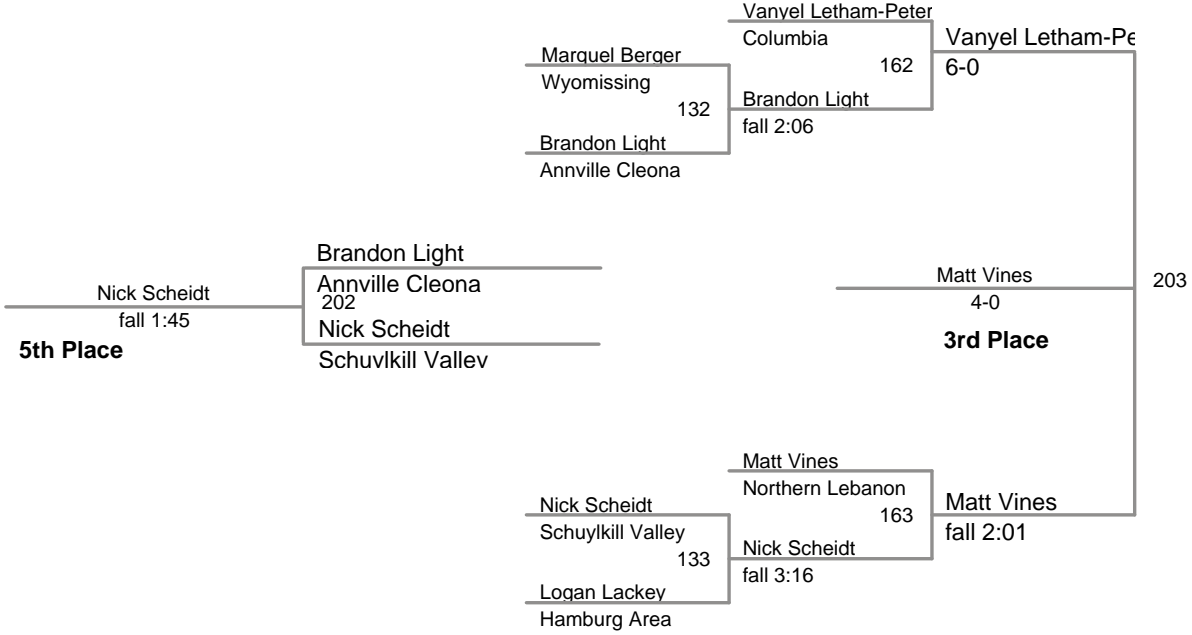 Vanyel Letham-Peter
Columbia
162
Vanyel Letham-Pe
6-0
Marquel Berger
Wyomissing
132
Brandon Light
fall 2:06
Brandon Light
Annville Cleona
Brandon Light
Annville Cleona
202
Nick Scheidt
Schuylkill Valley
Nick Scheidt
fall 1:45
5th Place
Matt Vines
4-0
3rd Place
203
Matt Vines
Northern Lebanon
163
Matt Vines
fall 2:01
Nick Scheidt
Schuylkill Valley
133
Nick Scheidt
fall 3:16
Logan Lackey
Hamburg Area